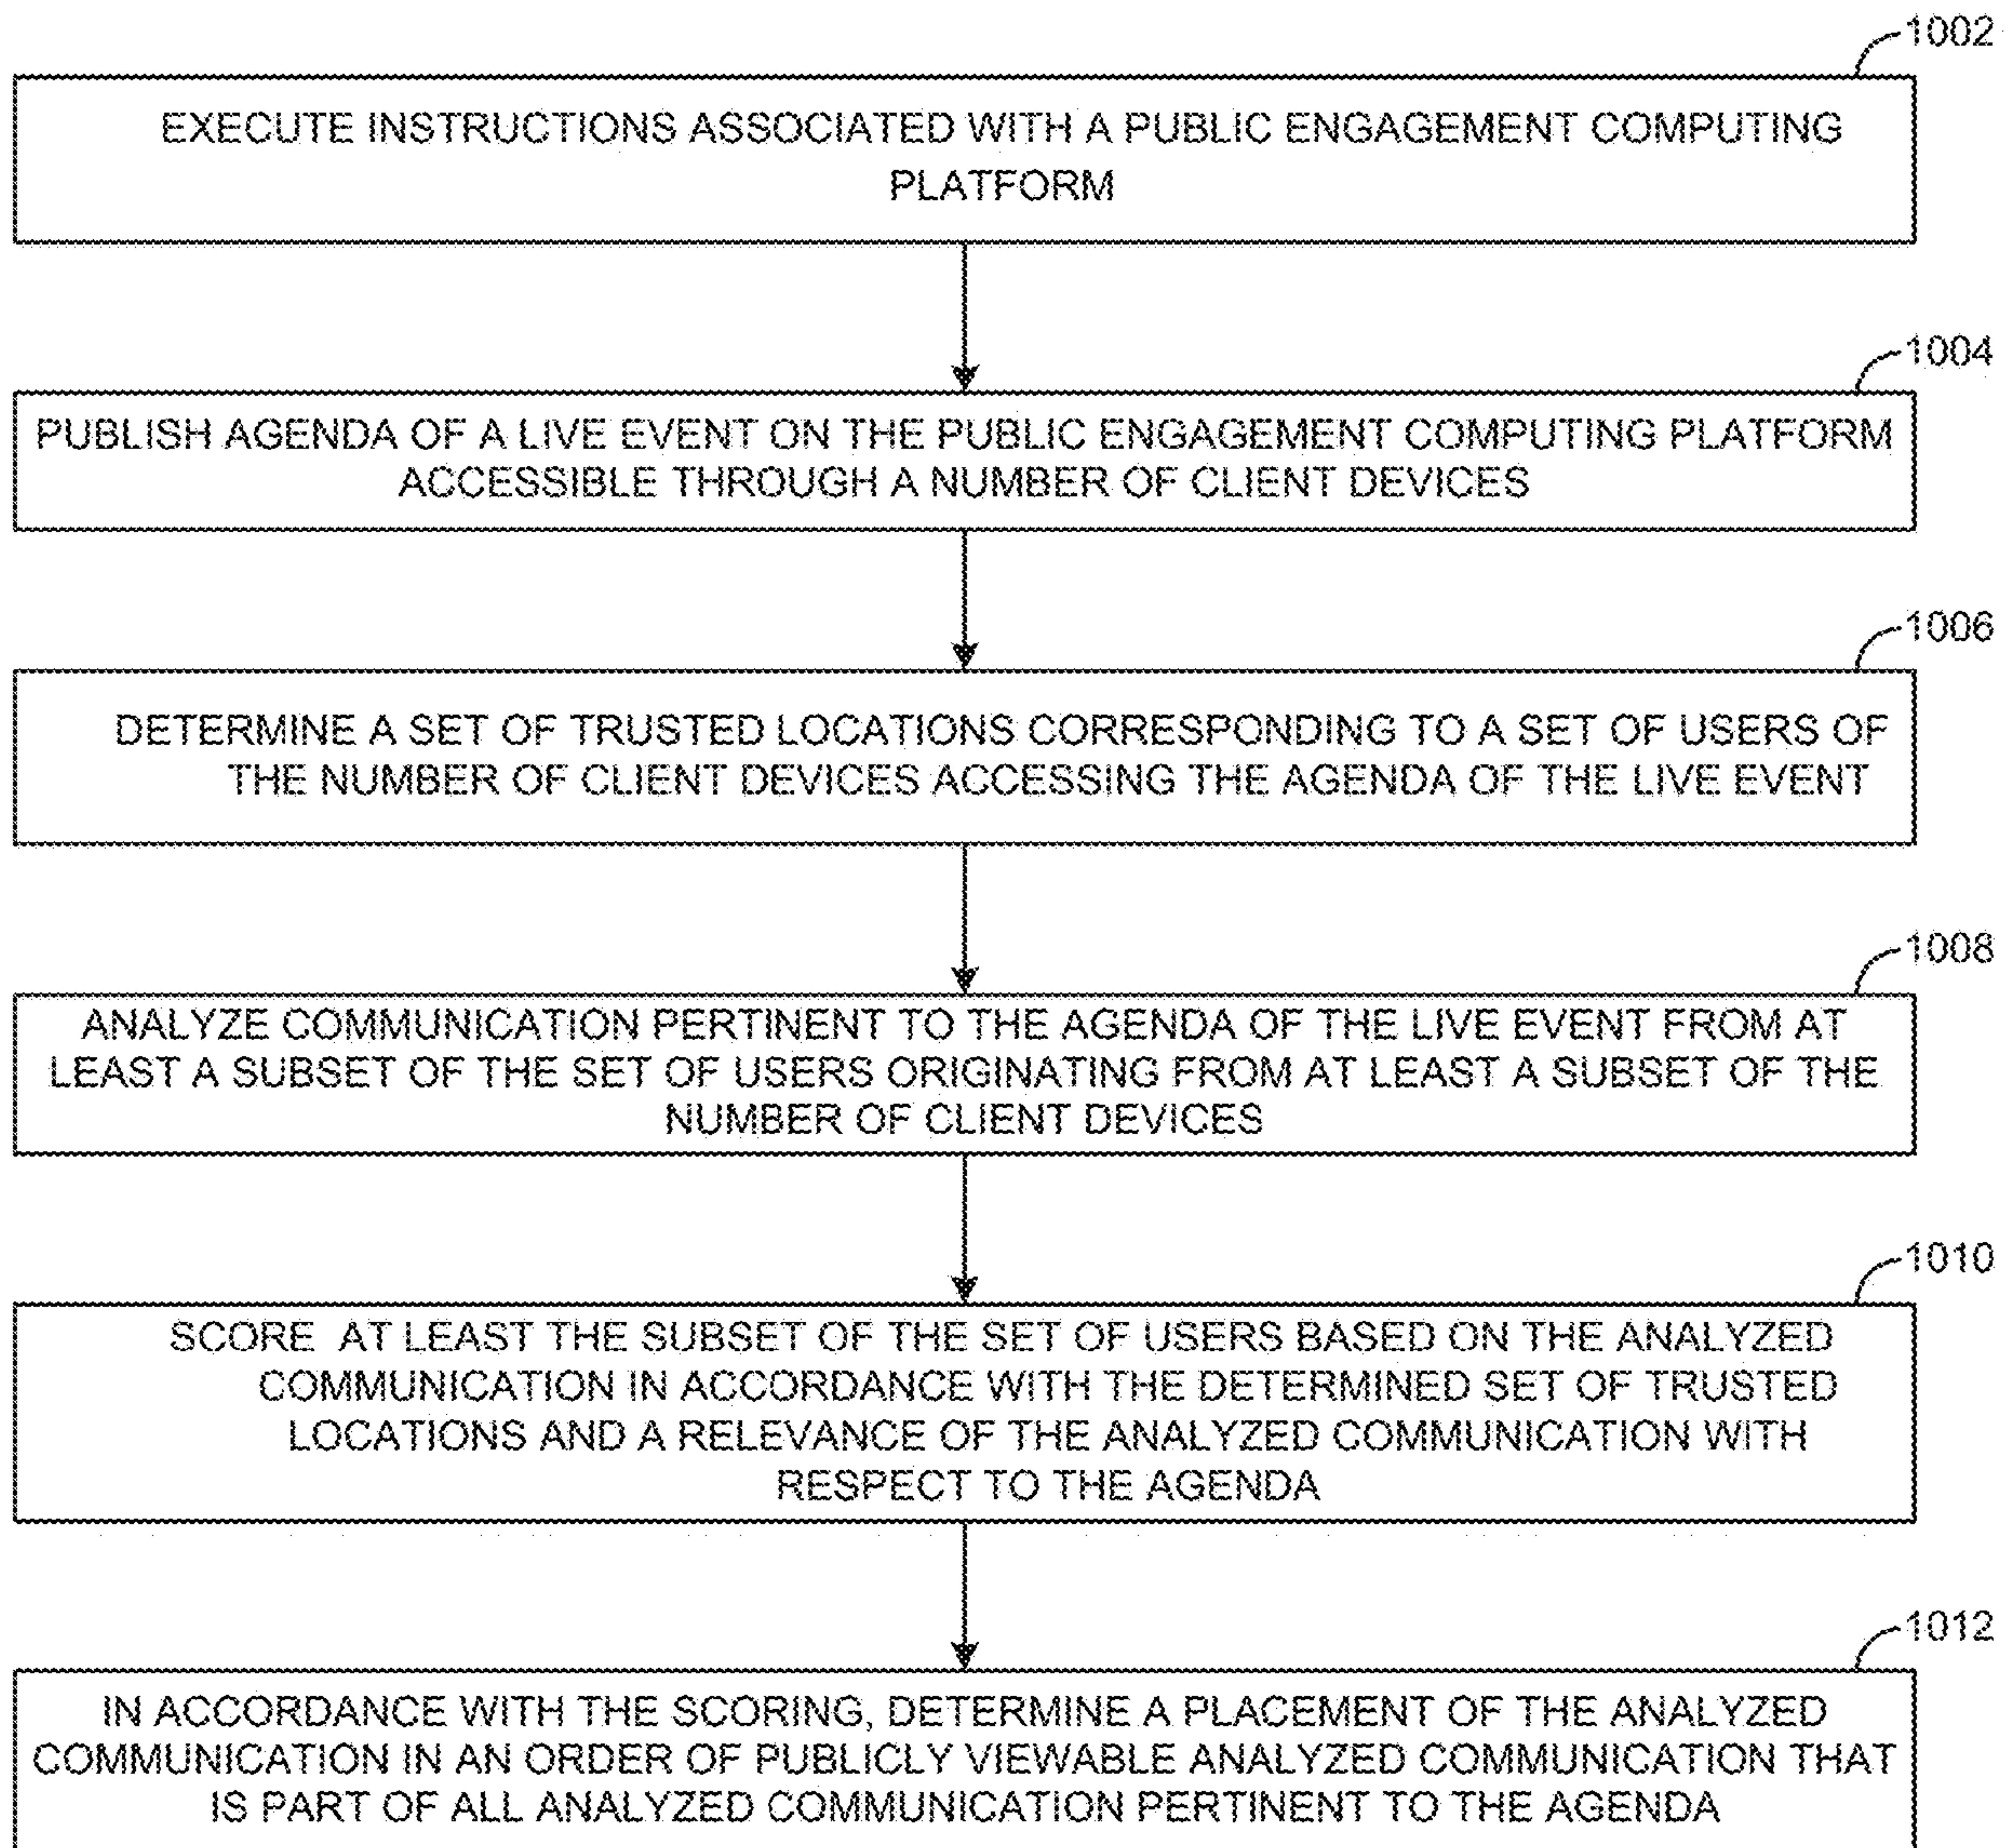 1002
EXECUTE INSTRUCTIONS ASSOCIATED WITH A PUBLIC ENGAGEMENT COMPUTING
PLATFORM
1004
PUBLISH AGENDA OF A LIVE EVENT ON THE PUBLIC ENGAGEMENT COMPUTING PLATFORM
ACCESSIBLE THROUGH A NUMBER OF CLIENT DEVICES
1006
DETERMINE A SET OF TRUSTED LOCATIONS CORRESPONDING TO A SET OF USERS OF
THE NUMBER OF CLIENT DEVICES ACCESSING THE AGENDA OF THE LIVE EVENT
1008
ANALYZE COMMUNICATION PERTINENT TO THE AGENDA OF THE LIVE EVENT FROM AT
LEAST A SUBSET OF THE SET OF USERS ORIGINATING FROM AT LEAST A SUBSET OF THE
NUMBER OF CLIENT DEVICES
1010
SCORE AT LEAST THE SUBSET OF THE SET OF USERS BASED ON THE ANALYZED
COMMUNICATION IN ACCORDANCE WITH THE DETERMINED SET OF TRUSTED
LOCATIONS AND A RELEVANCE OF THE ANALYZED COMMUNICATION WITH
RESPECT TO THE AGENDA
1012
IN ACCORDANCE WITH THE SCORING, DETERMINE A PLACEMENT OF THE ANALYZED
COMMUNICATION IN AN ORDER OF PUBLICLY VIEWABLE ANALYZED COMMUNICATION THAT
IS PART OF ALL ANALYZED COMMUNICATION PERTINENT TO THE AGENDA